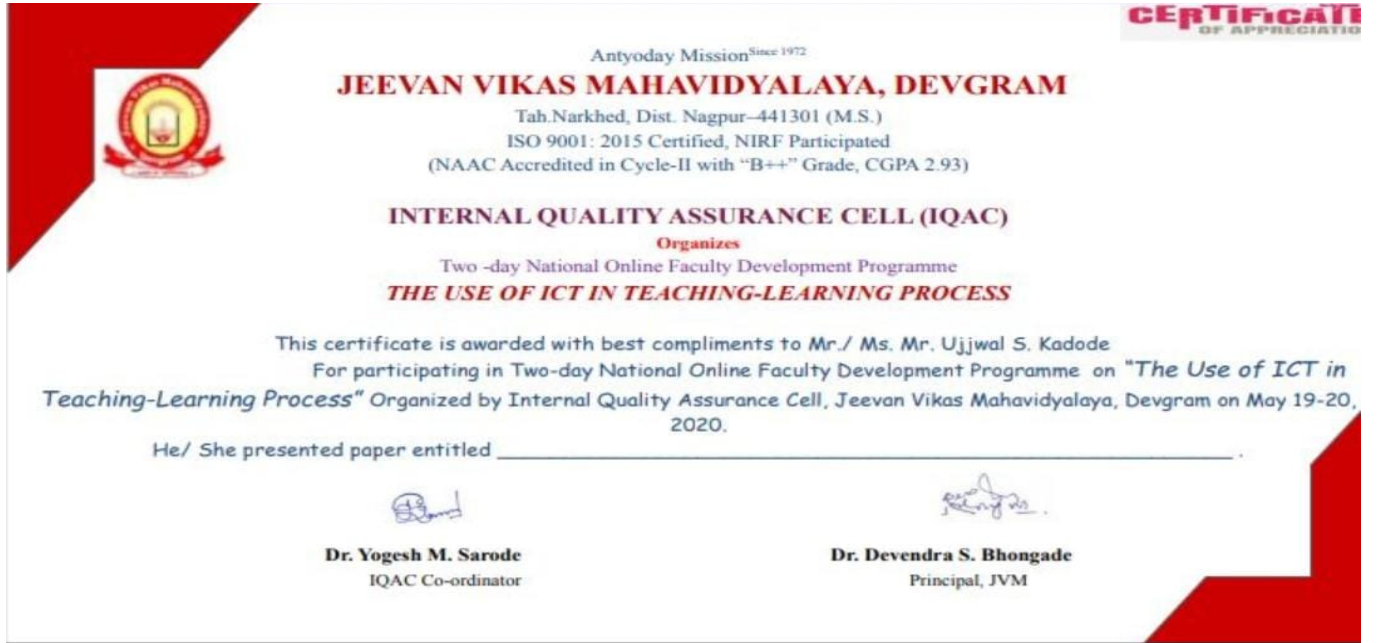 CERTIFICATE
OF APPRECIATIO
Antyoday Mission Since 1972
JEEVAN VIKAS MAHAVIDYALAYA, DEVGRAM
Tah.Narkhed, Dist. Nagpur–441301 (M.S.)
ISO 9001: 2015 Certified, NIRF Participated
(NAAC Accredited in Cycle-II with “B++” Grade, CGPA 2.93)
INTERNAL QUALITY ASSURANCE CELL (IQAC)
Organizes
Two -day National Online Faculty Development Programme
THE USE OF ICT IN TEACHING-LEARNING PROCESS
This certificate is awarded with best compliments to Mr./ Ms. Mr. Ujjwal S. Kadode
For participating in Two-day National Online Faculty Development Programme on "The Use of ICT in
Teaching-Learning Process" Organized by Internal Quality Assurance Cell, Jeevan Vikas Mahavidyalaya, Devgram on May 19-20,
2020.
He/ She presented paper entitled ______________________________ .
Dr. Yogesh M. Sarode
IQAC Co-ordinator
Dr. Devendra S. Bhongade
Principal, JVM